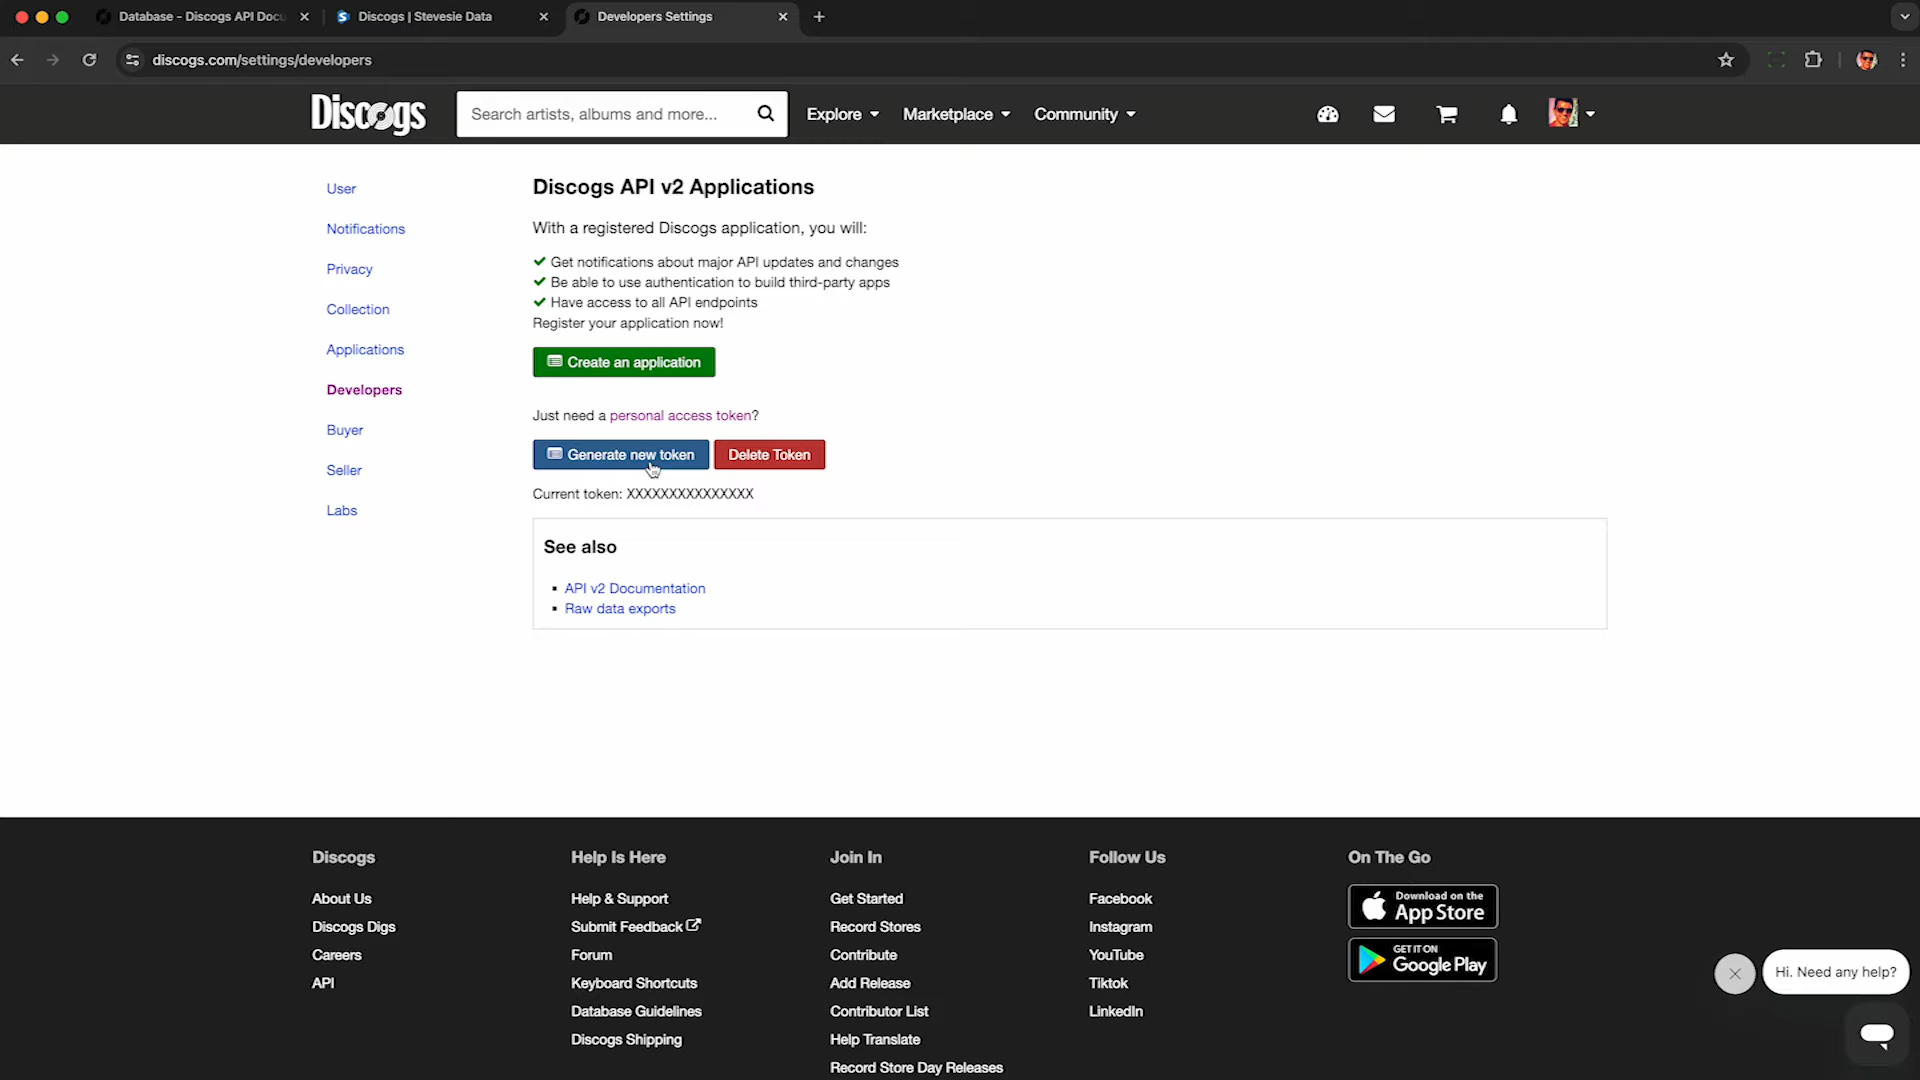 Database - Discogs API Docu
Discogs | Stevesie Data
Developers Settings
discogs.com/settings/developers
Discogs
Search artists, albums and more...
Explore
Marketplace
Community
User
Notifications
Privacy
Collection
Applications
Developers
Buyer
Seller
Labs
Discogs API v2 Applications
With a registered Discogs application, you will:
Get notifications about major API updates and changes
Be able to use authentication to build third-party apps
Have access to all API endpoints
Register your application now!
Create an application
Just need a personal access token?
Generate new token
Delete Token
Current token: XXXXXXXXXXXXXXX
See also
API v2 Documentation
Raw data exports
Discogs
About Us
Discogs Digs
Careers
API
Help Is Here
Help & Support
Submit Feedback
Forum
Keyboard Shortcuts
Database Guidelines
Discogs Shipping
Join In
Get Started
Record Stores
Contribute
Add Release
Contributor List
Help Translate
Record Store Day Releases
Follow Us
Facebook
Instagram
YouTube
Tiktok
LinkedIn
On The Go
Download on the
App Store
GET IT ON
Google Play
Hi. Need any help?